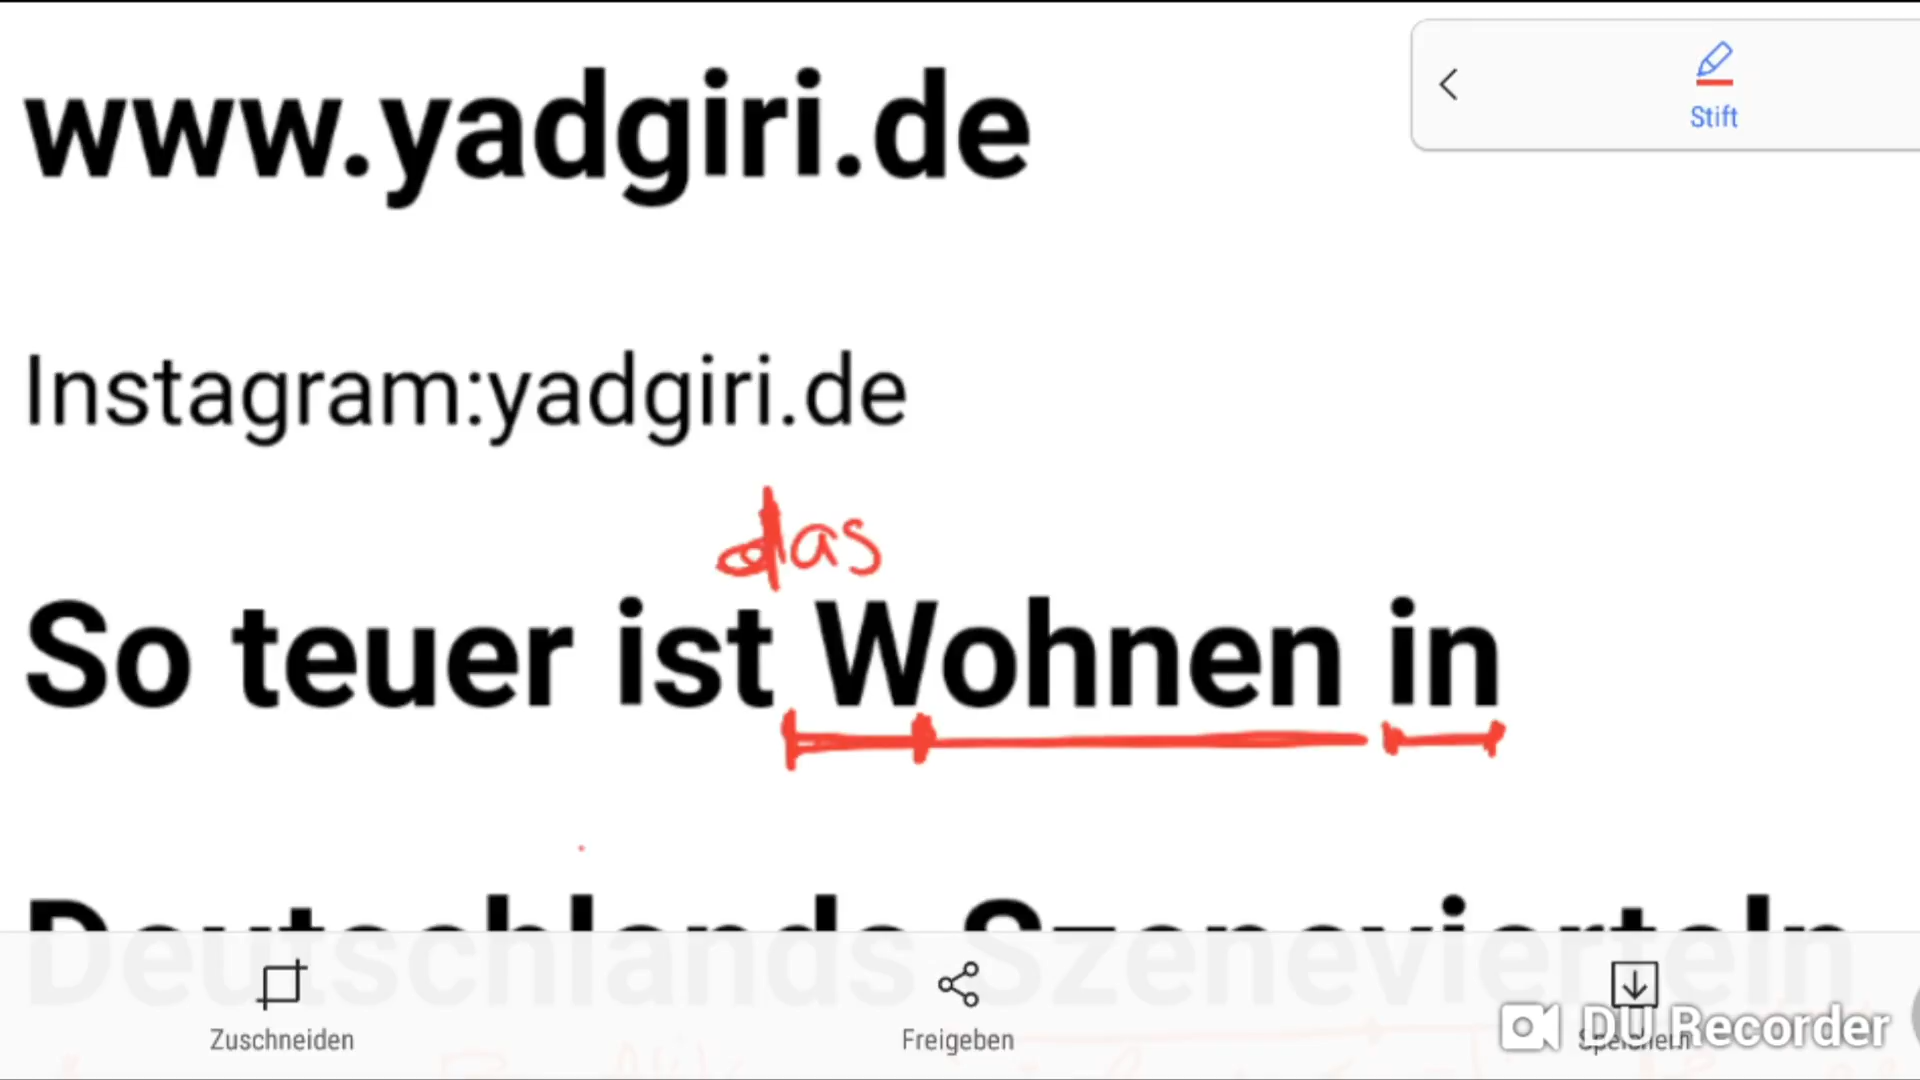 www.yadgiri.de
Stift
Instagram:yadgiri.de
das
So teuer ist Wohnen in
Deutschlands Szenevierteln
Zuschneiden
Freigeben
Speichern
DU Recorder